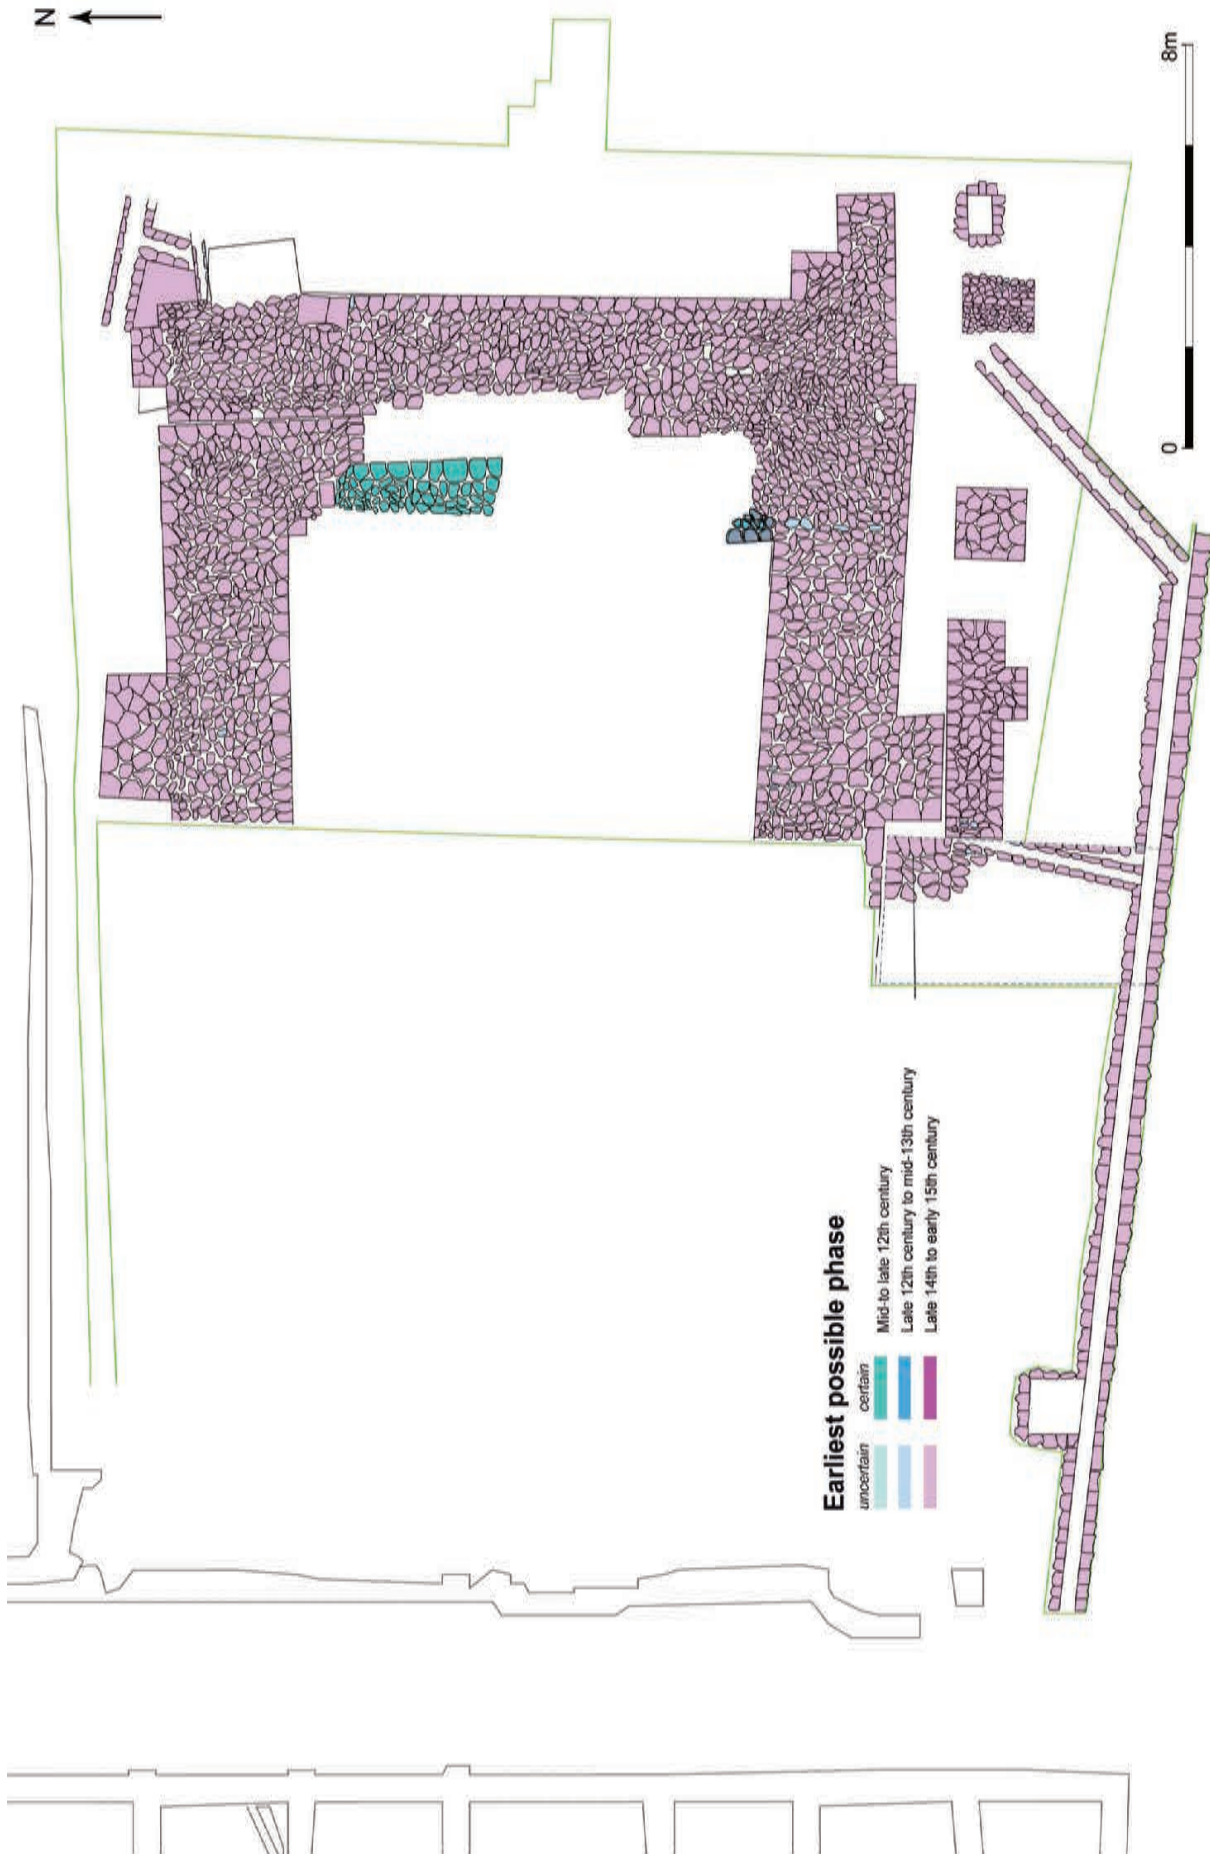 N
8m
0
Earliest possible phase
uncertain certain
Mid-to late 12th century
Late 12th century to mid-13th century
Late 14th to early 15th century